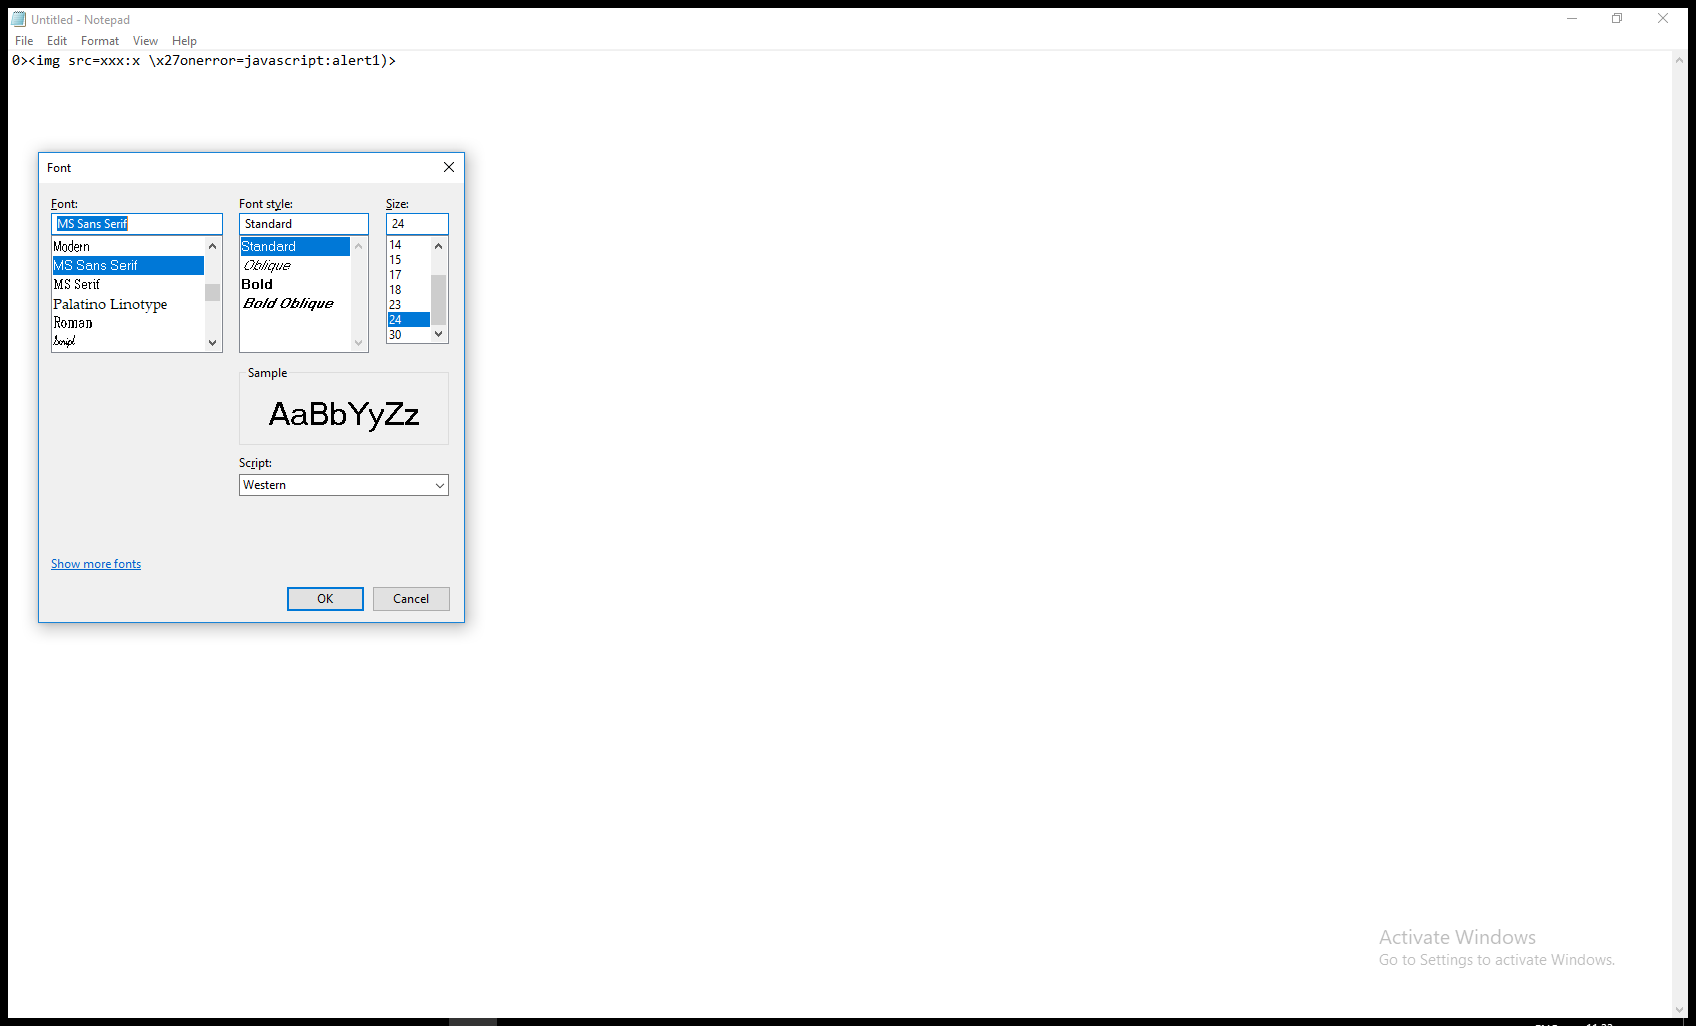 Untitled - Notepad
File Edit Format View Help
0><img src=xxx:x \x27onerror=javascript:alert1)>
Font
Font: Font style: Size:
MS Sans Serif Standard 24
Modern
MS Sans Serif
MS Serif
Palatino Linotype
Roman
Script
Standard
Oblique
Bold
Bold Oblique
14
15
17
18
23
24
30
Sample
AaBbYyZz
Script:
Western
Show more fonts
OK Cancel
Activate Windows
Go to Settings to activate Windows.